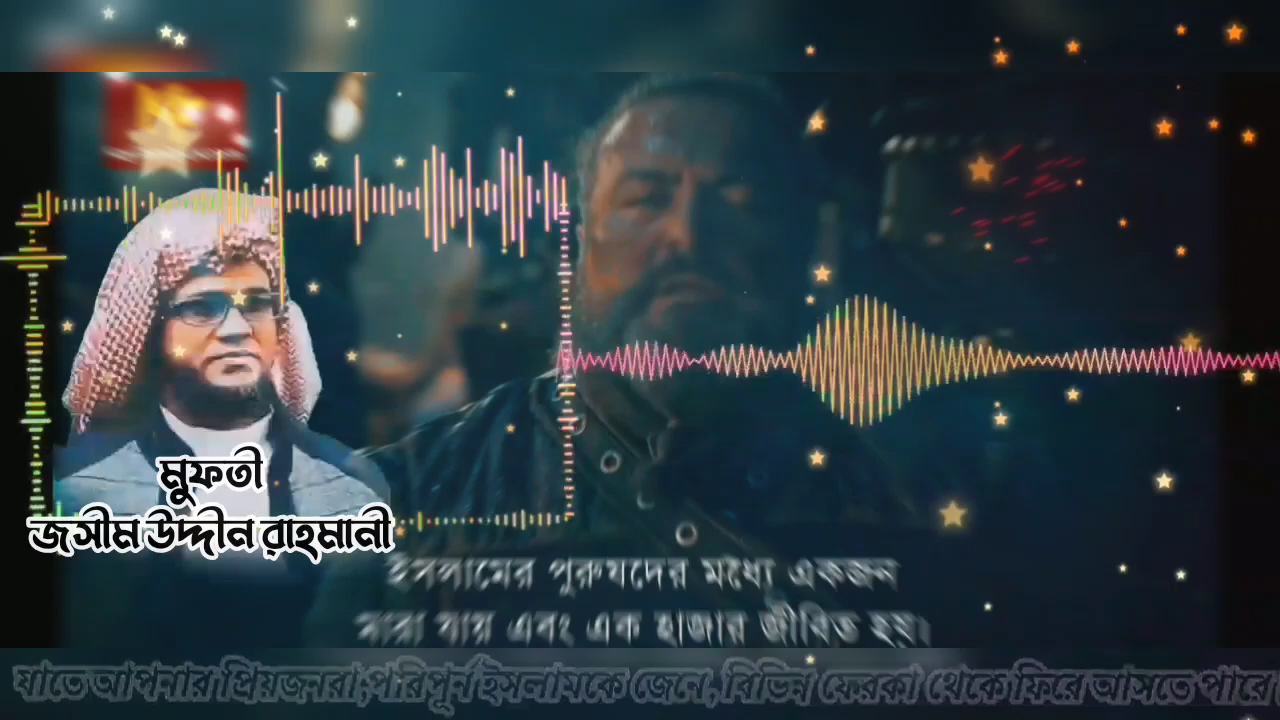 মুফতী
জসীম উদ্দীন রাহমানী
ইসলামের পুরুষদের মধ্যে একজন
মারা যায় এবং এক হাজার জীবিত হয়।
যাতে আপনারা প্রিয়জনরা, পরিপূর্ন ইসলামকে জেনে, বিভিন্ন ফেরকা থেকে ফিরে আসতে পারে